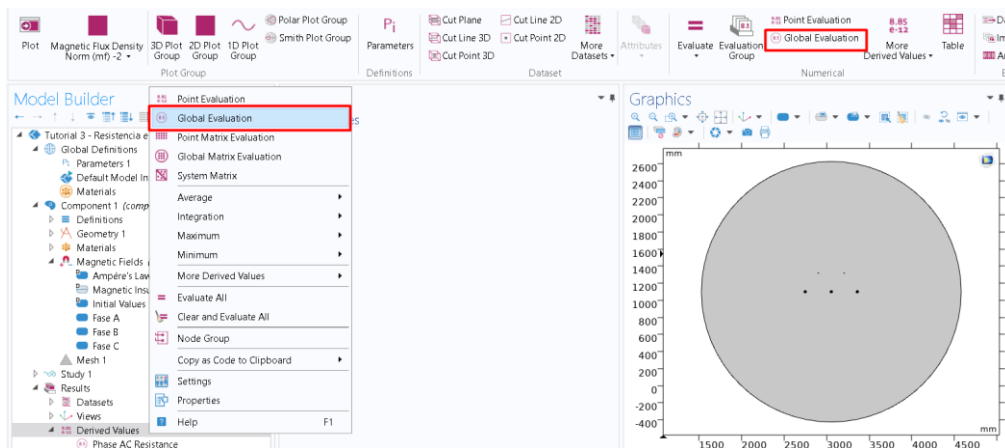 Plot
Magnetic Flux Density Norm (mf) -2
3D Plot Group
2D Plot Group
1D Plot Group
Polar Plot Group
Smith Plot Group
Plot Group
Pi
Parameters
Definitions
Cut Plane
Cut Line 3D
Cut Point 3D
Cut Line 2D
Cut Point 2D
More Datasets
Dataset
Attributes
Evaluate
Evaluation Group
Point Evaluation
Global Evaluation
8.85 e-12
More Derived Values
Table
Numerical
Model Builder
Tutorial 3 - Resistencia e
Global Definitions
Parameters 1
Default Model In
Materials
Component 1 (comp
Definitions
Geometry 1
Materials
Magnetic Fields
Ampère's Law
Magnetic Insu
Initial Values
Fase A
Fase B
Fase C
Mesh 1
Study 1
Results
Datasets
Views
Derived Values
Phase AC Resistance
Point Evaluation
Global Evaluation
Point Matrix Evaluation
Global Matrix Evaluation
System Matrix
Average
Integration
Maximum
Minimum
More Derived Values
Evaluate All
Clear and Evaluate All
Node Group
Copy as Code to Clipboard
Settings
Properties
Help F1
Graphics
mm
2600
2400
2200
2000
1800
1600
1400
1200
1000
800
600
400
200
0
-200
-400
mm
1500 2000 2500 3000 3500 4000 4500